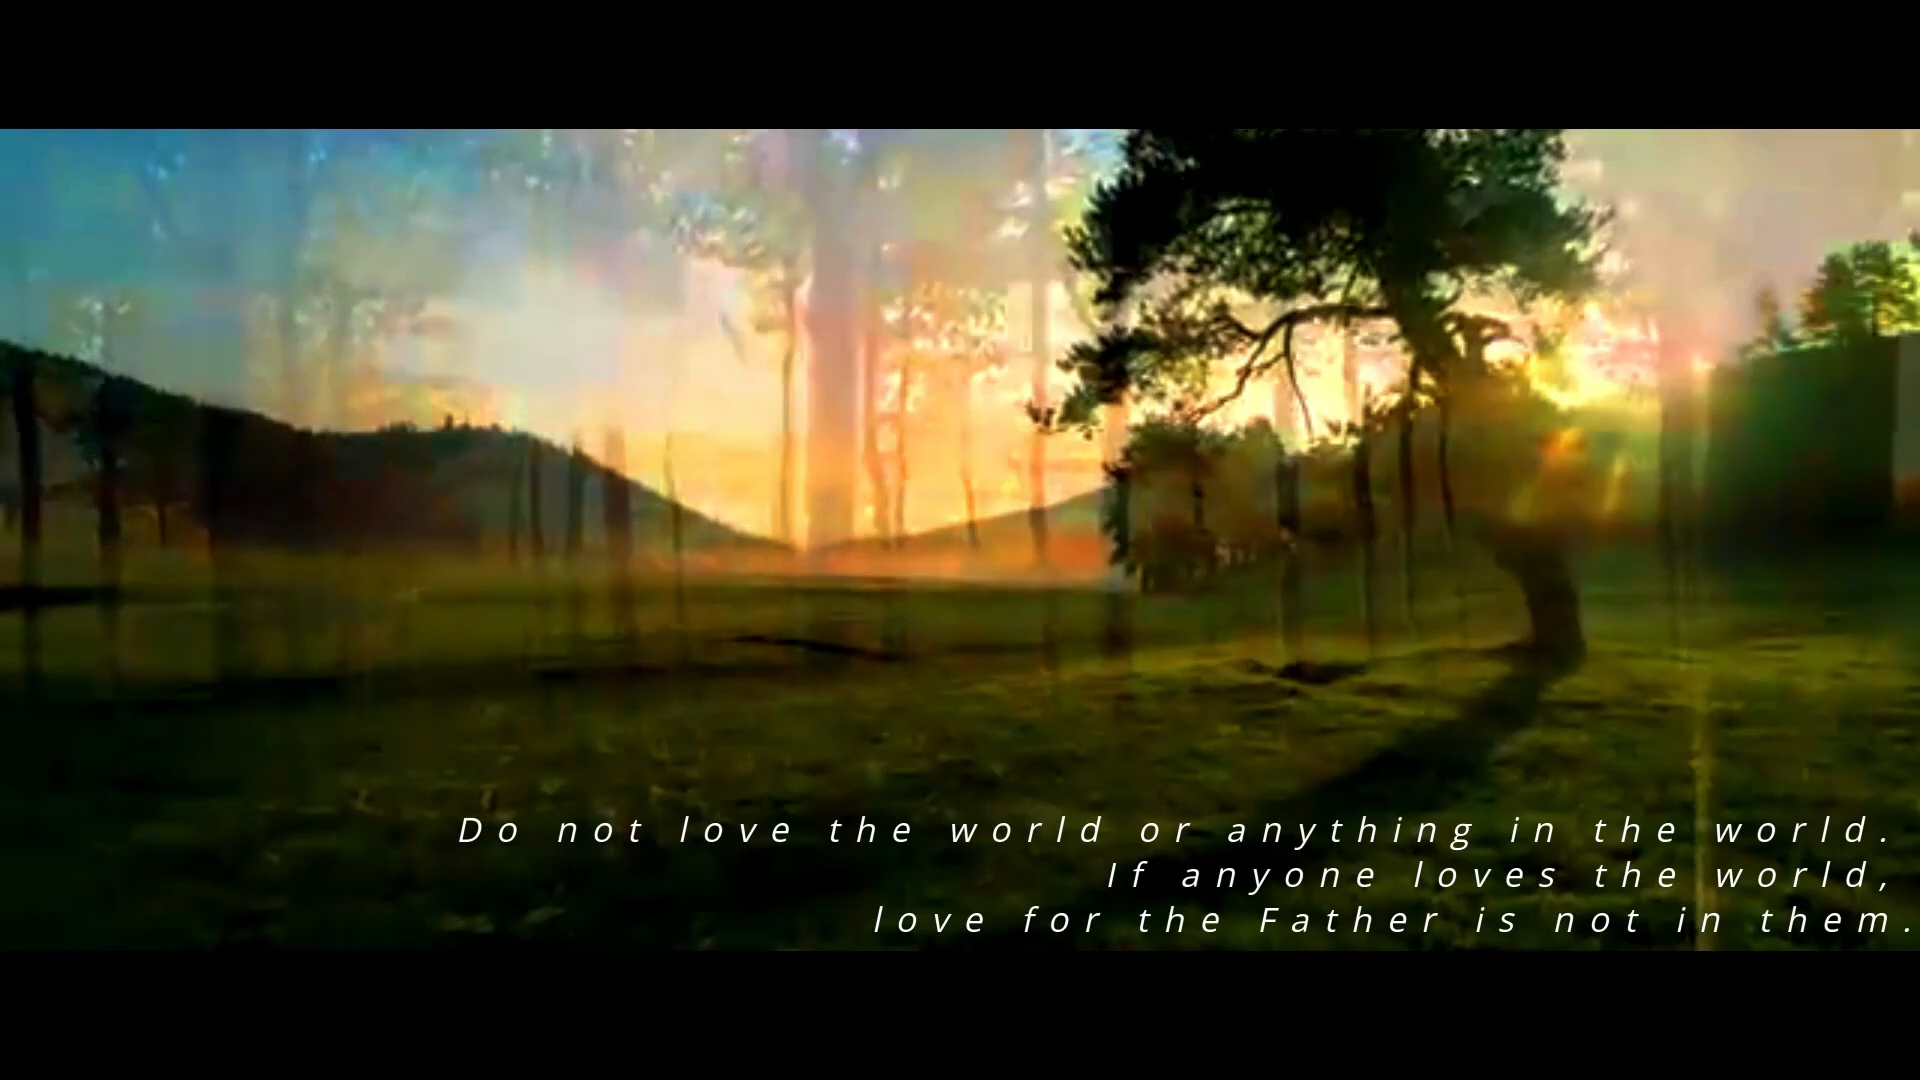 Do not love the world or anything in the world.
If anyone loves the world,
love for the Father is not in them.